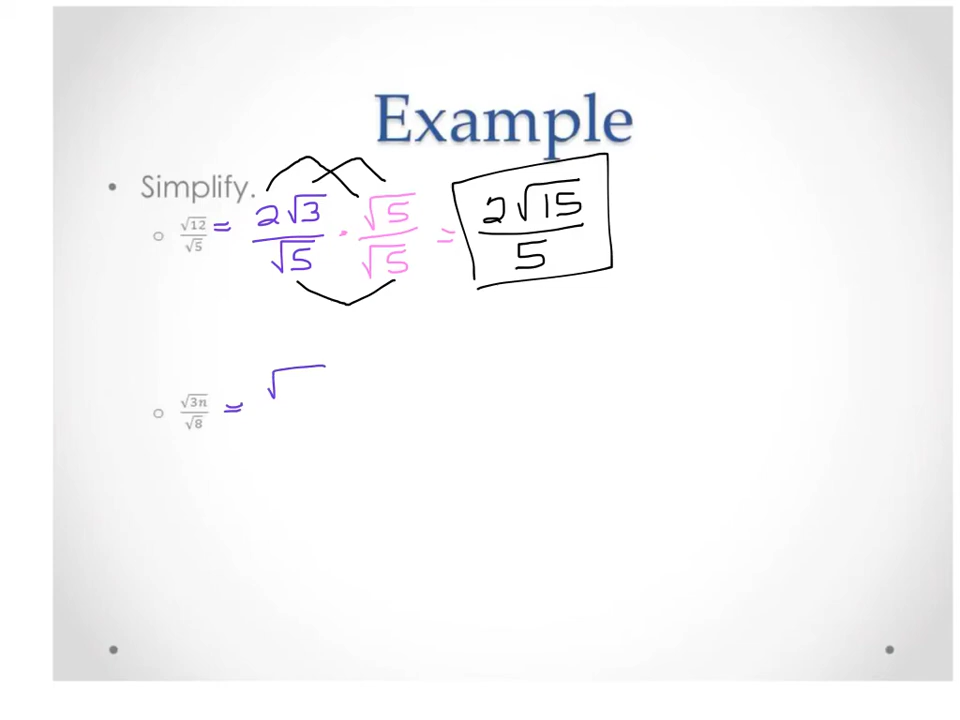 Example
• Simplify.
○ √12/√5 = 2√3/√5 · √5/√5 = 2√15/5
○ √3n/√8 = √